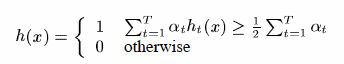 h(x) = { 1 ∑_{t=1}^{T} α_t h_t(x) ≥ 1/2 ∑_{t=1}^{T} α_t
0 otherwise